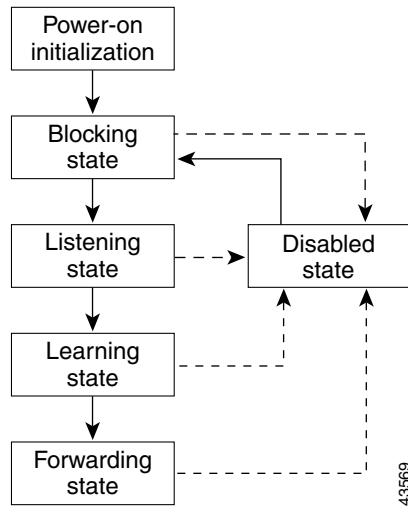 Power-on
initialization
Blocking
state
Listening
state
Disabled
state
Learning
state
Forwarding
state
43569